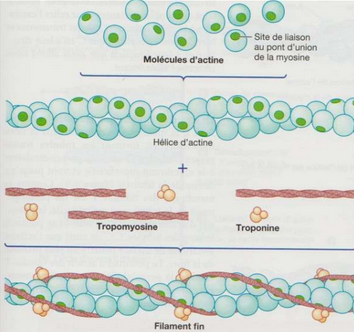 Site de liaison
au pont d'union
de la myosine
Molécules d'actine
Hélice d'actine
+
Tropomyosine
Troponine
Filament fin